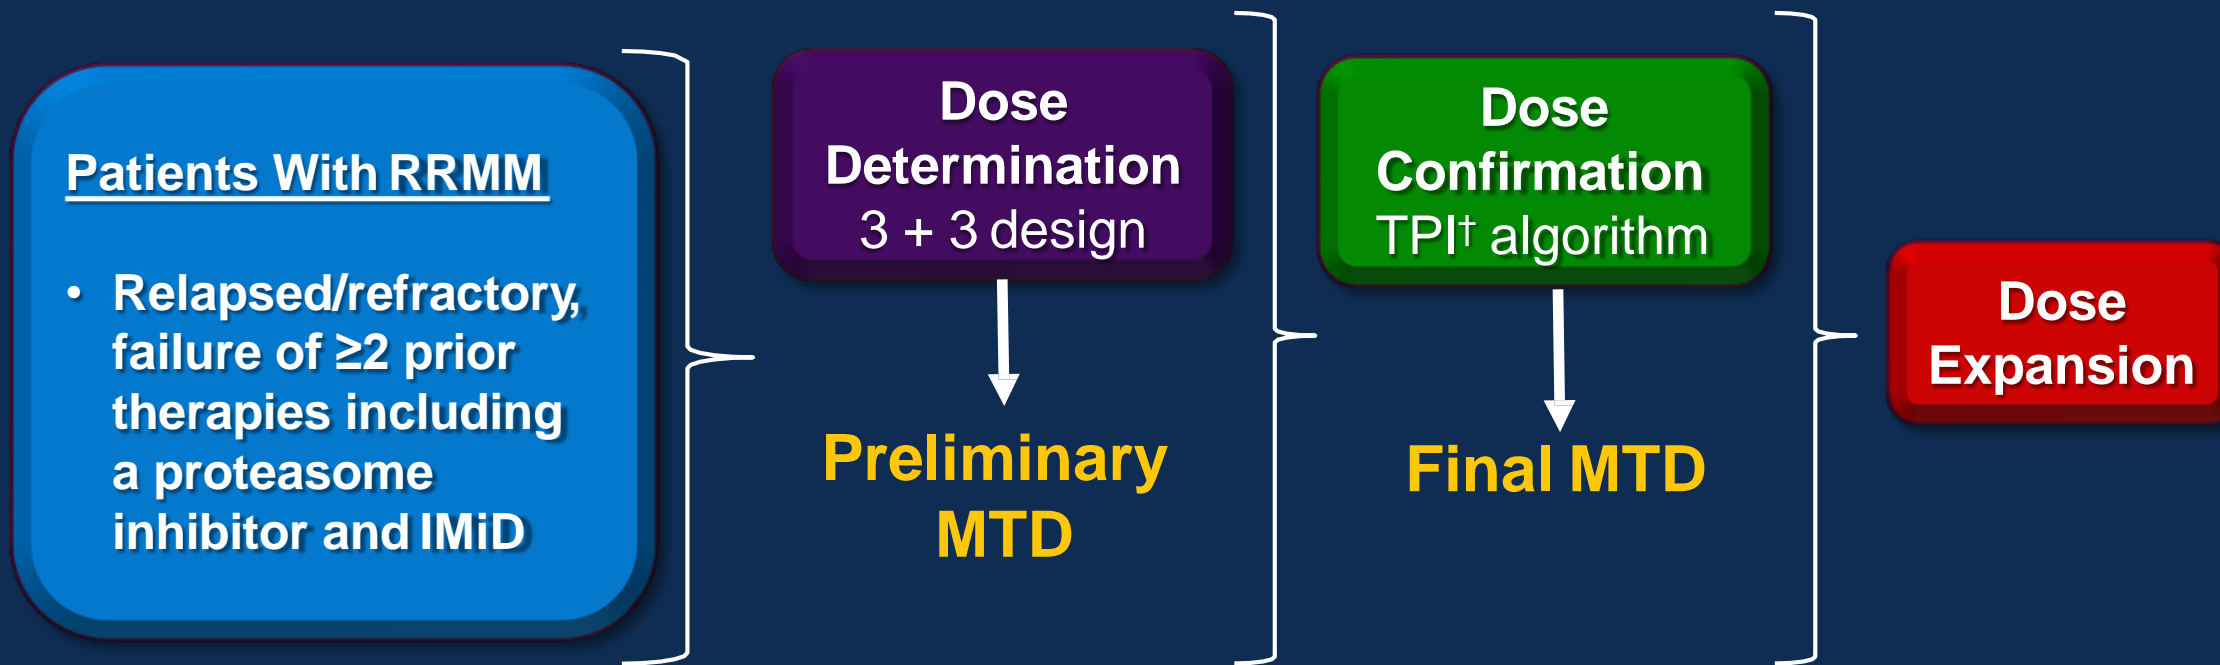 Patients With RRMM
• Relapsed/refractory,
failure of ≥2 prior
therapies including
a proteasome
inhibitor and IMiD
Dose
Determination
3 + 3 design
Preliminary
MTD
Dose
Confirmation
TPI† algorithm
Final MTD
Dose
Expansion